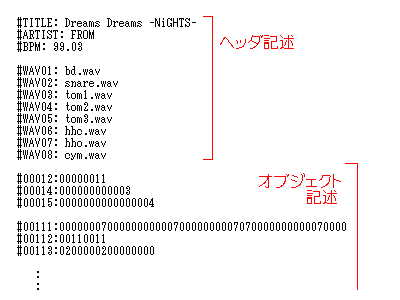 #TITLE: Dreams Dreams -NiGHTS-
#ARTIST: FROM
#BPM: 99.03
ヘッダ記述
#WAV01: bd.wav
#WAV02: snare.wav
#WAV03: tom1.wav
#WAV04: tom2.wav
#WAV05: tom3.wav
#WAV06: hhc.wav
#WAV07: hho.wav
#WAV08: cym.wav
#00012:00000011
#00014:000000000003
#00015:0000000000000004
オブジェクト
記述
#00111:0000000700000000000700000000070700000000000070000
#00112:00110011
#00113:0200000200000000
: